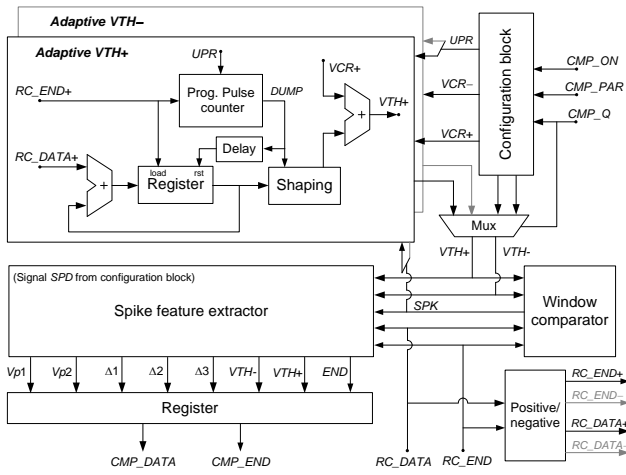 Adaptive VTH–
Adaptive VTH+
UPR
RC_END+
Prog. Pulse
counter
DUMP
VCR+
VTH+
RC_DATA+
Delay
+
+
load
rst
Register
Shaping
UPR
VCR–
VCR+
Configuration block
CMP_ON
CMP_PAR
CMP_Q
Mux
VTH+
VTH-
(Signal SPD from configuration block)
Spike feature extractor
SPK
Window
comparator
Vp1
Vp2
Δ1
Δ2
Δ3
VTH-
VTH+
END
Register
CMP_DATA
CMP_END
RC_DATA
RC_END
Positive/
negative
RC_END+
RC_END–
RC_DATA+
RC_DATA-